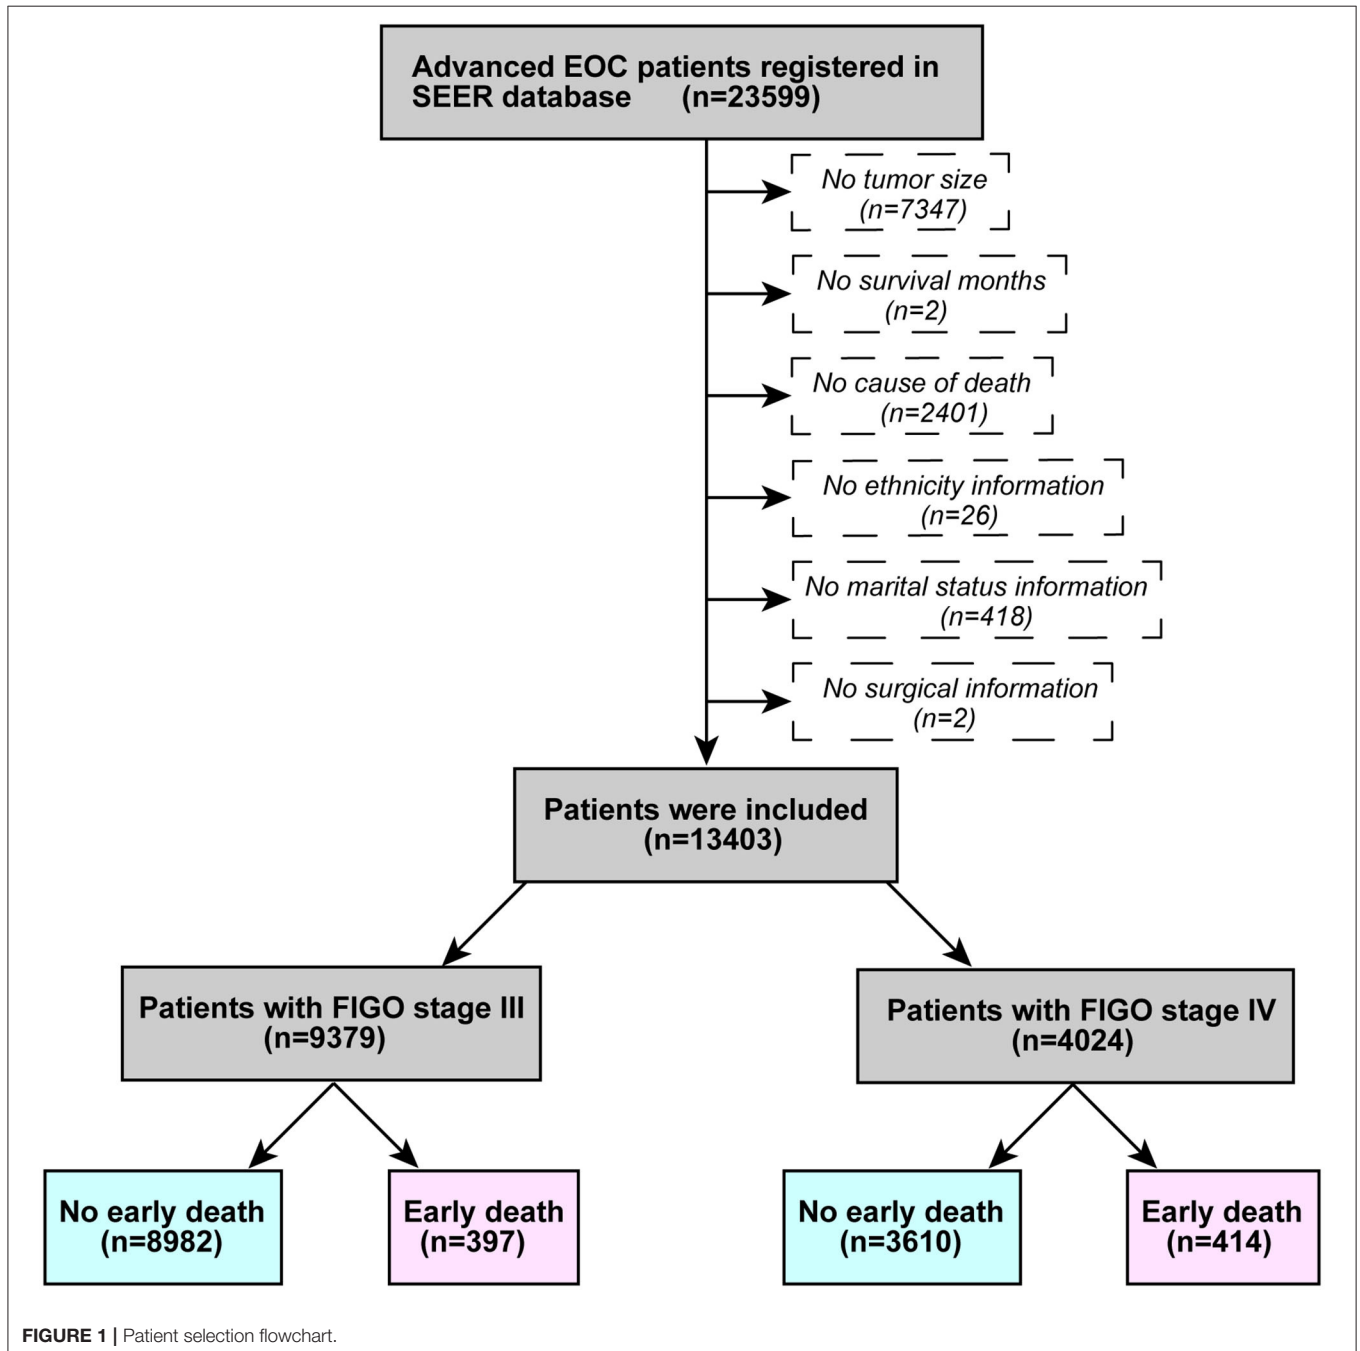 Advanced EOC patients registered in
SEER database (n=23599)
No tumor size
(n=7347)
No survival months
(n=2)
No cause of death
(n=2401)
No ethnicity information
(n=26)
No marital status information
(n=418)
No surgical information
(n=2)
Patients were included
(n=13403)
Patients with FIGO stage III
(n=9379)
Patients with FIGO stage IV
(n=4024)
No early death
(n=8982)
Early death
(n=397)
No early death
(n=3610)
Early death
(n=414)
FIGURE 1 | Patient selection flowchart.